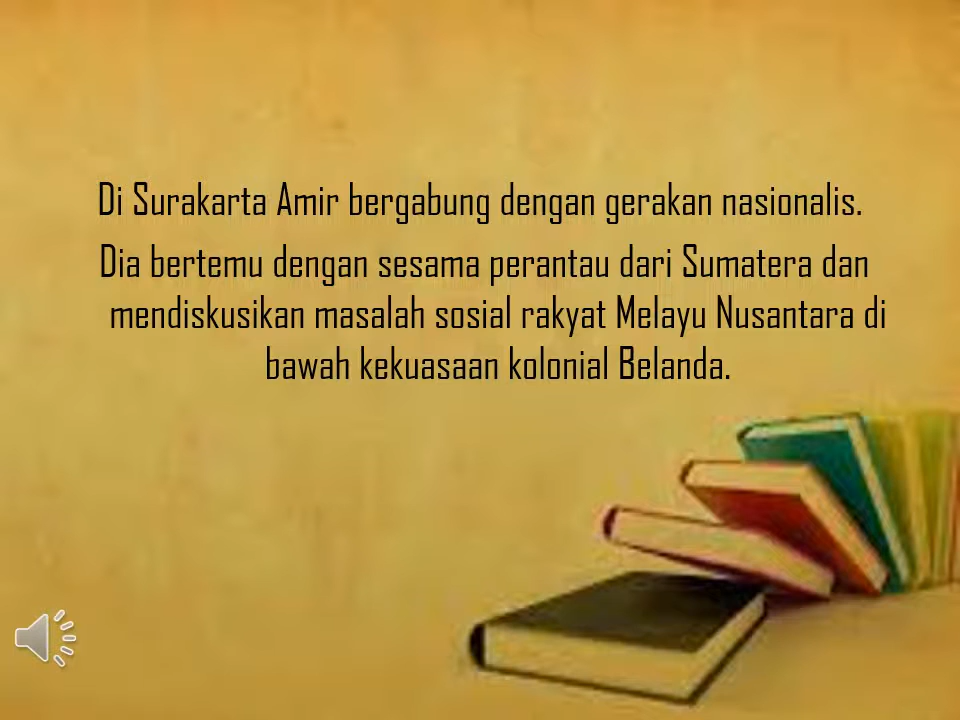 Di Surakarta Amir bergabung dengan gerakan nasionalis.
Dia bertemu dengan sesama perantau dari Sumatera dan
mendiskusikan masalah sosial rakyat Melayu Nusantara di
bawah kekuasaan kolonial Belanda.